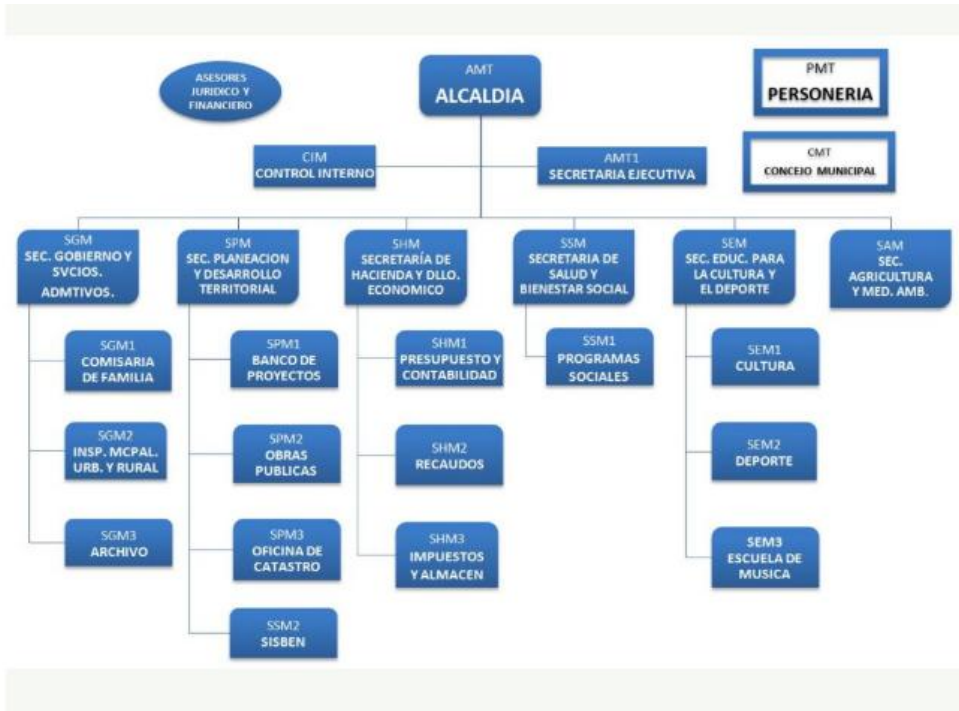 ASESORES
JURIDICO Y
FINANCIERO
AMT
ALCALDIA
PMT
PERSONERIA
CIM
CONTROL INTERNO
AMT1
SECRETARIA EJECUTIVA
CMT
CONCEJO MUNICIPAL
SGM
SEC. GOBIERNO Y
SVCIOS.
ADMTIVOS.
SPM
SEC. PLANEACION
Y DESARROLLO
TERRITORIAL
SHM
SECRETARÍA DE
HACIENDA Y DLLO.
ECONOMICO
SSM
SECRETARIA DE
SALUD Y
BIENESTAR SOCIAL
SEM
SEC. EDUC. PARA
LA CULTURA Y
EL DEPORTE
SAM
SEC.
AGRICULTURA
Y MED. AMB.
SGM1
COMISARIA
DE FAMILIA
SGM2
INSP. MCPAL.
URB. Y RURAL
SGM3
ARCHIVO
SPM1
BANCO DE
PROYECTOS
SPM2
OBRAS
PUBLICAS
SPM3
OFICINA DE
CATASTRO
SSM2
SISBEN
SHM1
PRESUPUESTO Y
CONTABILIDAD
SHM2
RECAUDOS
SHM3
IMPUESTOS
Y ALMACEN
SSM1
PROGRAMAS
SOCIALES
SEM1
CULTURA
SEM2
DEPORTE
SEM3
ESCUELA DE
MUSICA